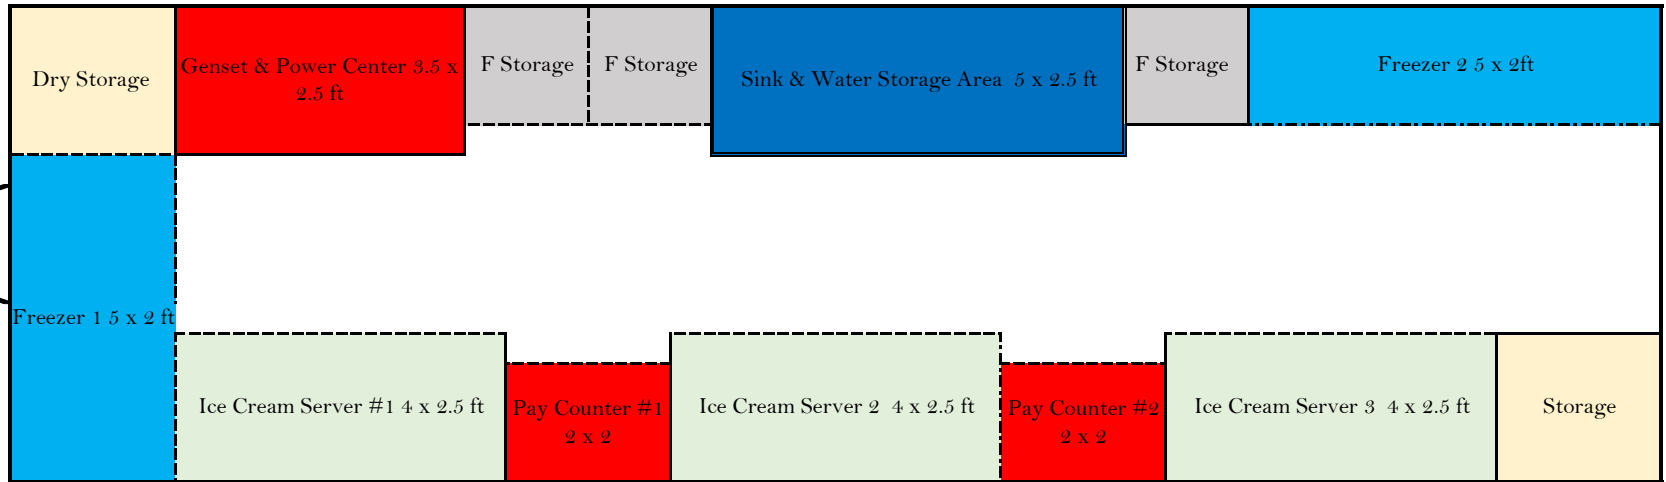 Dry Storage
Genset & Power Center 3.5 x
2.5 ft
F Storage
F Storage
Sink & Water Storage Area 5 x 2.5 ft
F Storage
Freezer 2 5 x 2ft
Freezer 1 5 x 2 ft
Ice Cream Server #1 4 x 2.5 ft
Pay Counter #1
2 x 2
Ice Cream Server 2 4 x 2.5 ft
Pay Counter #2
2 x 2
Ice Cream Server 3 4 x 2.5 ft
Storage